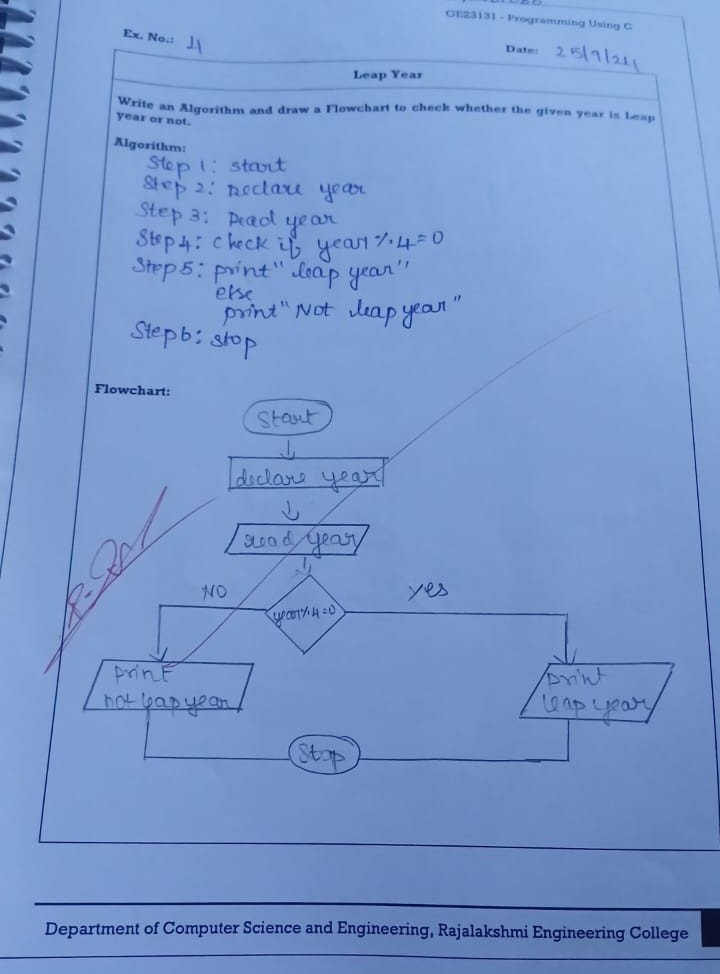 GE23131 - Programming Using C
Ex. No.: 4
Date: 25/9/24
Leap Year
Write an Algorithm and draw a Flowchart to check whether the given year is Leap
year or not.
Algorithm:
Step 1: start
Step 2: Declare year
Step 3: Read year
Step 4: check if year % 4 = 0
Step 5: print "leap year"
else
print "Not leap year"
Step 6: stop
Flowchart:
Start
declare year
read year
NO
yes
year%4=0
print
not leap year
print
leap year
Stop
Department of Computer Science and Engineering, Rajalakshmi Engineering College